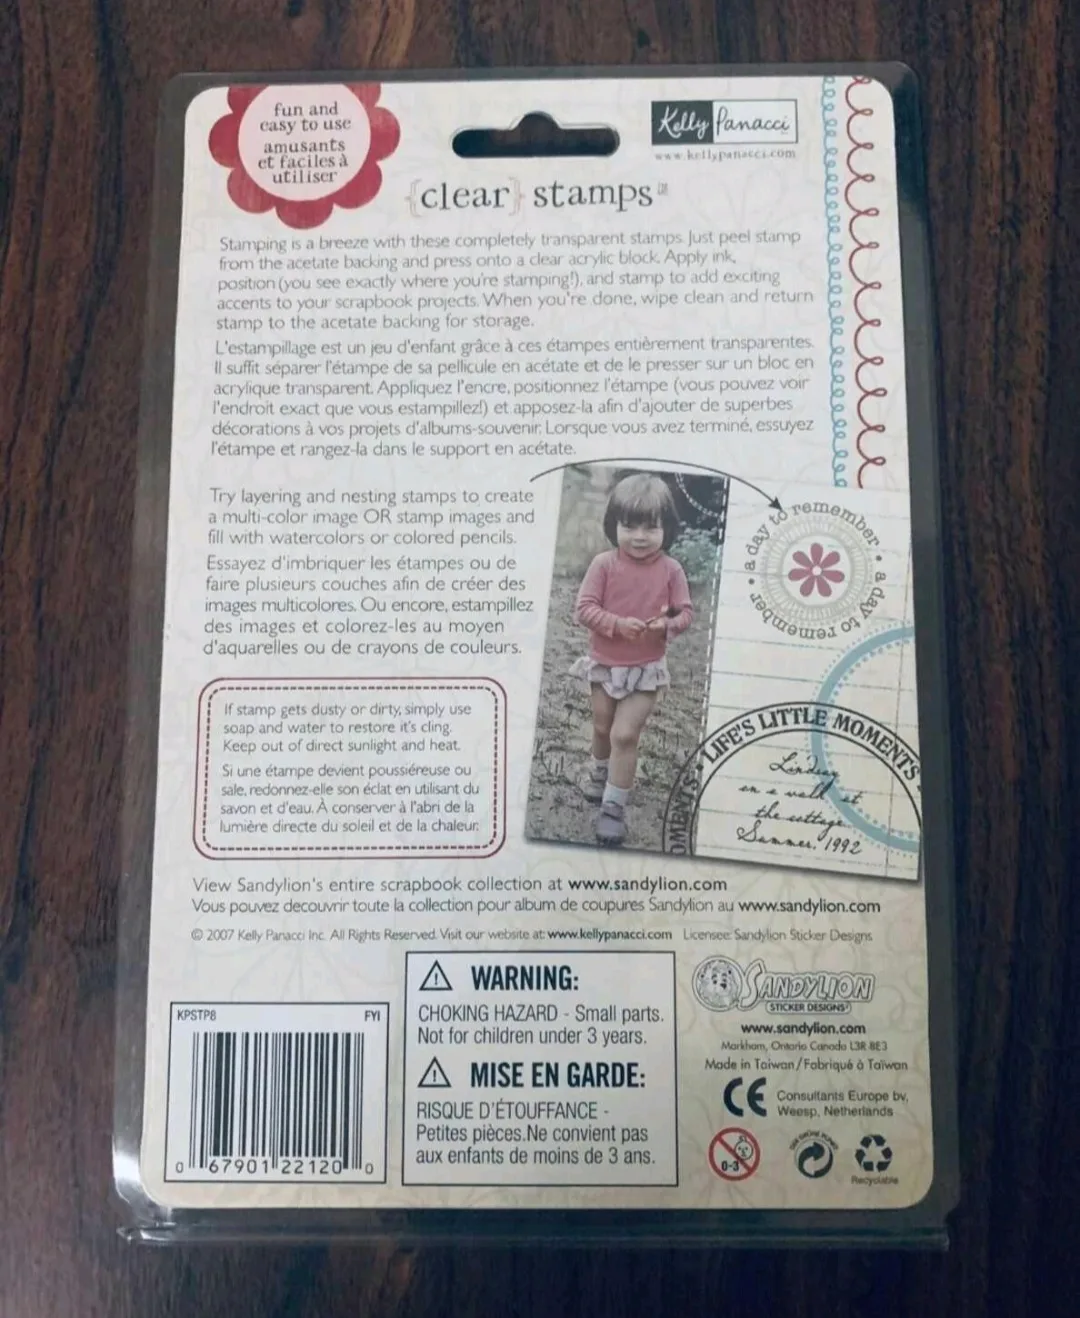 fun and
easy to use
amusants
et faciles à
utiliser
Kelly Panacci
www.kellypanacci.com
{clear} stamps™
Stamping is a breeze with these completely transparent stamps. Just peel stamp
from the acetate backing and press onto a clear acrylic block. Apply ink,
position (you see exactly where you're stamping!), and stamp to add exciting
accents to your scrapbook projects. When you're done, wipe clean and return
stamp to the acetate backing for storage.
L'estampillage est un jeu d'enfant grâce à ces étampes entièrement transparentes.
Il suffit séparer l'étampe de sa pellicule en acétate et de le presser sur un bloc en
acrylique transparent. Appliquez l'encre, positionnez l'étampe (vous pouvez voir
l'endroit exact que vous estampillez!) et apposez-la afin d'ajouter de superbes
décorations à vos projets d'albums-souvenir. Lorsque vous avez terminé, essuyez
l'étampe et rangez-la dans le support en acétate.
Try layering and nesting stamps to create
a multi-color image OR stamp images and
fill with watercolors or colored pencils.
Essayez d'imbriquer les étampes ou de
faire plusieurs couches afin de créer des
images multicolores. Ou encore, estampillez
des images et colorez-les au moyen
d'aquarelles ou de crayons de couleurs.
a day to remember • a day to remember •
OMENTS • LIFE'S LITTLE MOMENTS
Lindsay
on a walk at
the cottage
Summer, 1992
If stamp gets dusty or dirty, simply use
soap and water to restore it's cling.
Keep out of direct sunlight and heat.
Si une étampe devient poussiéreuse ou
sale, redonnez-elle son éclat en utilisant du
savon et d'eau. À conserver à l'abri de la
lumière directe du soleil et de la chaleur.
View Sandylion's entire scrapbook collection at www.sandylion.com
Vous pouvez decouvrir toute la collection pour album de coupures Sandylion au www.sandylion.com
© 2007 Kelly Panacci Inc. All Rights Reserved. Visit our website at: www.kellypanacci.com Licensee: Sandylion Sticker Designs
KPSTP8 FYI
0 67901 22120 0
WARNING:
CHOKING HAZARD - Small parts.
Not for children under 3 years.
MISE EN GARDE:
RISQUE D'ÉTOUFFANCE -
Petites pièces.Ne convient pas
aux enfants de moins de 3 ans.
SANDYLION
STICKER DESIGNS
www.sandylion.com
Markham, Ontario Canada L3R 8E3
Made in Taiwan/Fabriqué à Taïwan
CE
Consultants Europe bv,
Weesp, Netherlands
0-3
DER GRÜNE PUNKT
Recyclable